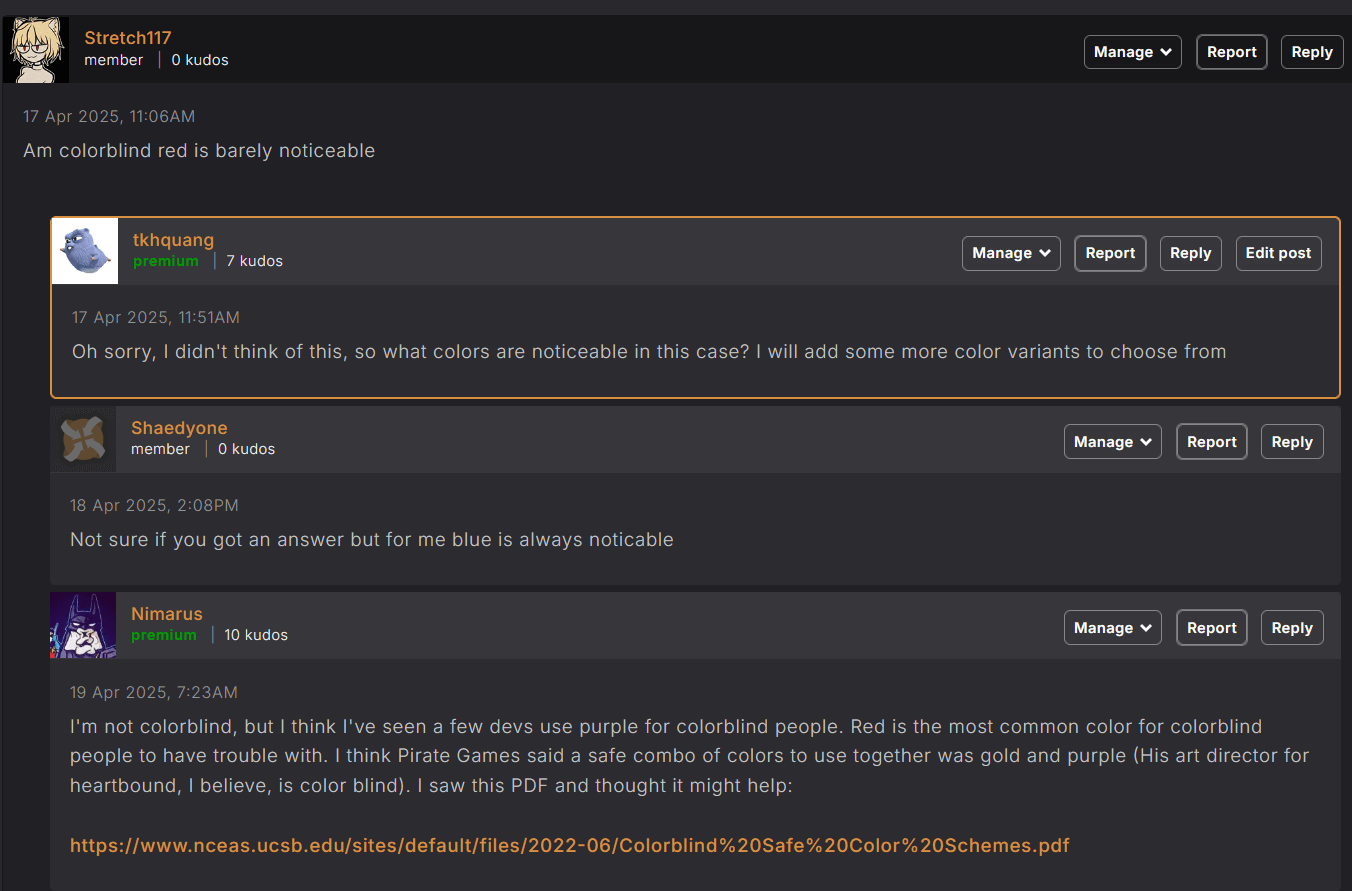 Stretch117
member | 0 kudos
Manage Report Reply
17 Apr 2025, 11:06AM
Am colorblind red is barely noticeable
tkhquang
premium | 7 kudos
Manage Report Reply Edit post
17 Apr 2025, 11:51AM
Oh sorry, I didn't think of this, so what colors are noticeable in this case? I will add some more color variants to choose from
Shaedyone
member | 0 kudos
Manage Report Reply
18 Apr 2025, 2:08PM
Not sure if you got an answer but for me blue is always noticable
Nimarus
premium | 10 kudos
Manage Report Reply
19 Apr 2025, 7:23AM
I'm not colorblind, but I think I've seen a few devs use purple for colorblind people. Red is the most common color for colorblind
people to have trouble with. I think Pirate Games said a safe combo of colors to use together was gold and purple (His art director for
heartbound, I believe, is color blind). I saw this PDF and thought it might help:
https://www.nceas.ucsb.edu/sites/default/files/2022-06/Colorblind%20Safe%20Color%20Schemes.pdf